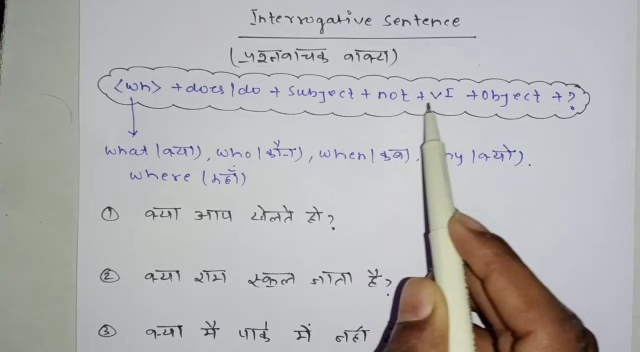 Interrogative Sentence
(प्रश्नवाचक वाक्य)
<wh> + does/do + subject + not + VI + object + ?
what (क्या), who (कौन), when (कब), (क्यों).
where (कहाँ)
① क्या आप खेलते हो?
② क्या राम स्कूल जाता है?
③ क्या मैं पार्क में नहीं